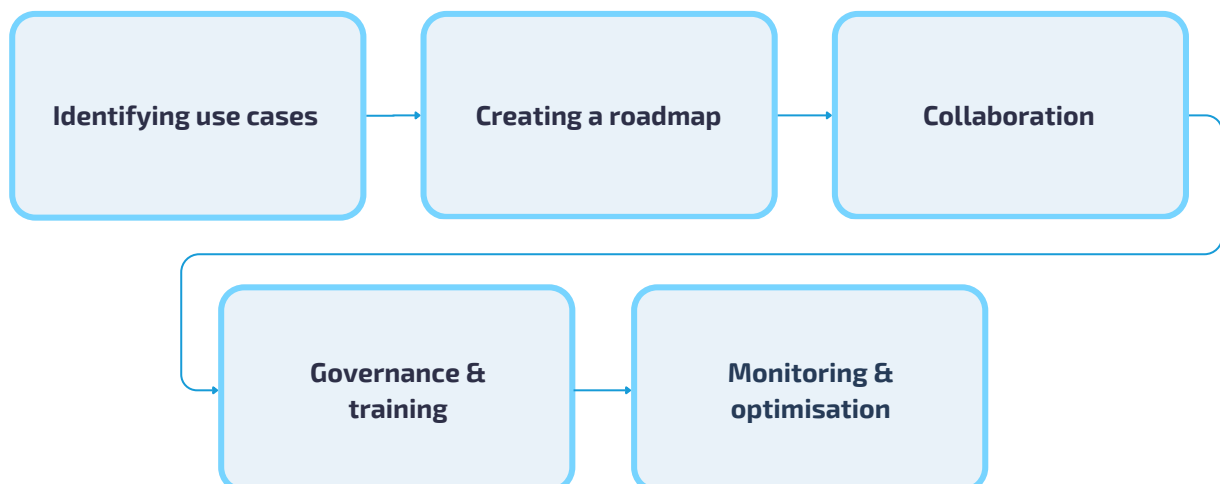 Identifying use cases
Creating a roadmap
Collaboration
Governance &
training
Monitoring &
optimisation